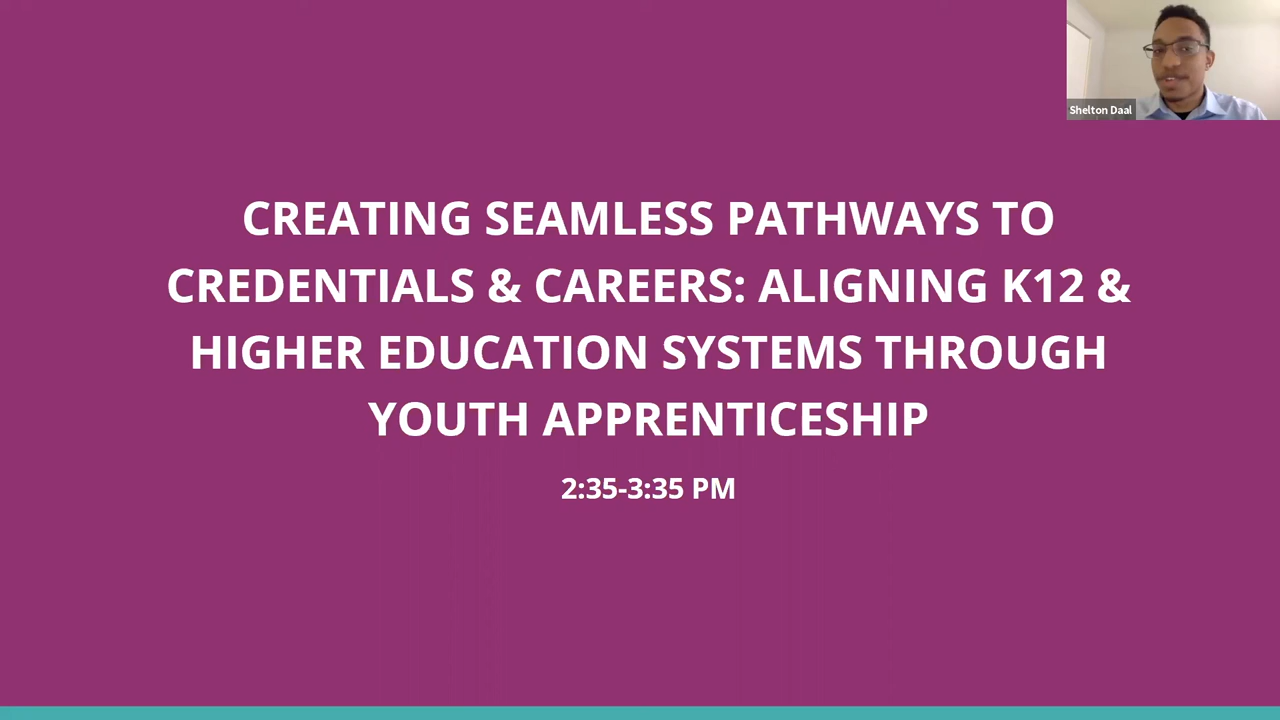 Shelton Daal
CREATING SEAMLESS PATHWAYS TO
CREDENTIALS & CAREERS: ALIGNING K12 &
HIGHER EDUCATION SYSTEMS THROUGH
YOUTH APPRENTICESHIP
2:35-3:35 PM